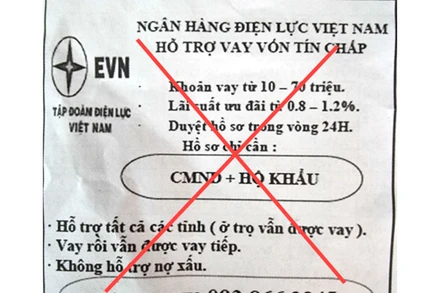 NGÂN HÀNG ĐIỆN LỰC VIỆT NAM
HỖ TRỢ VAY VỐN TÍN CHẤP
EVN
TẬP ĐOÀN ĐIỆN LỰC
VIỆT NAM
· Khoản vay từ 10 – 70 triệu.
· Lãi suất ưu đãi từ 0.8 – 1.2%.
· Duyệt hồ sơ trong vòng 24H.
Hồ sơ chỉ cần :
CMND + HỘ KHẨU
· Hỗ trợ tất cả các tỉnh ( ở trọ vẫn được vay ).
· Vay rồi vẫn được vay tiếp.
· Không hỗ trợ nợ xấu.